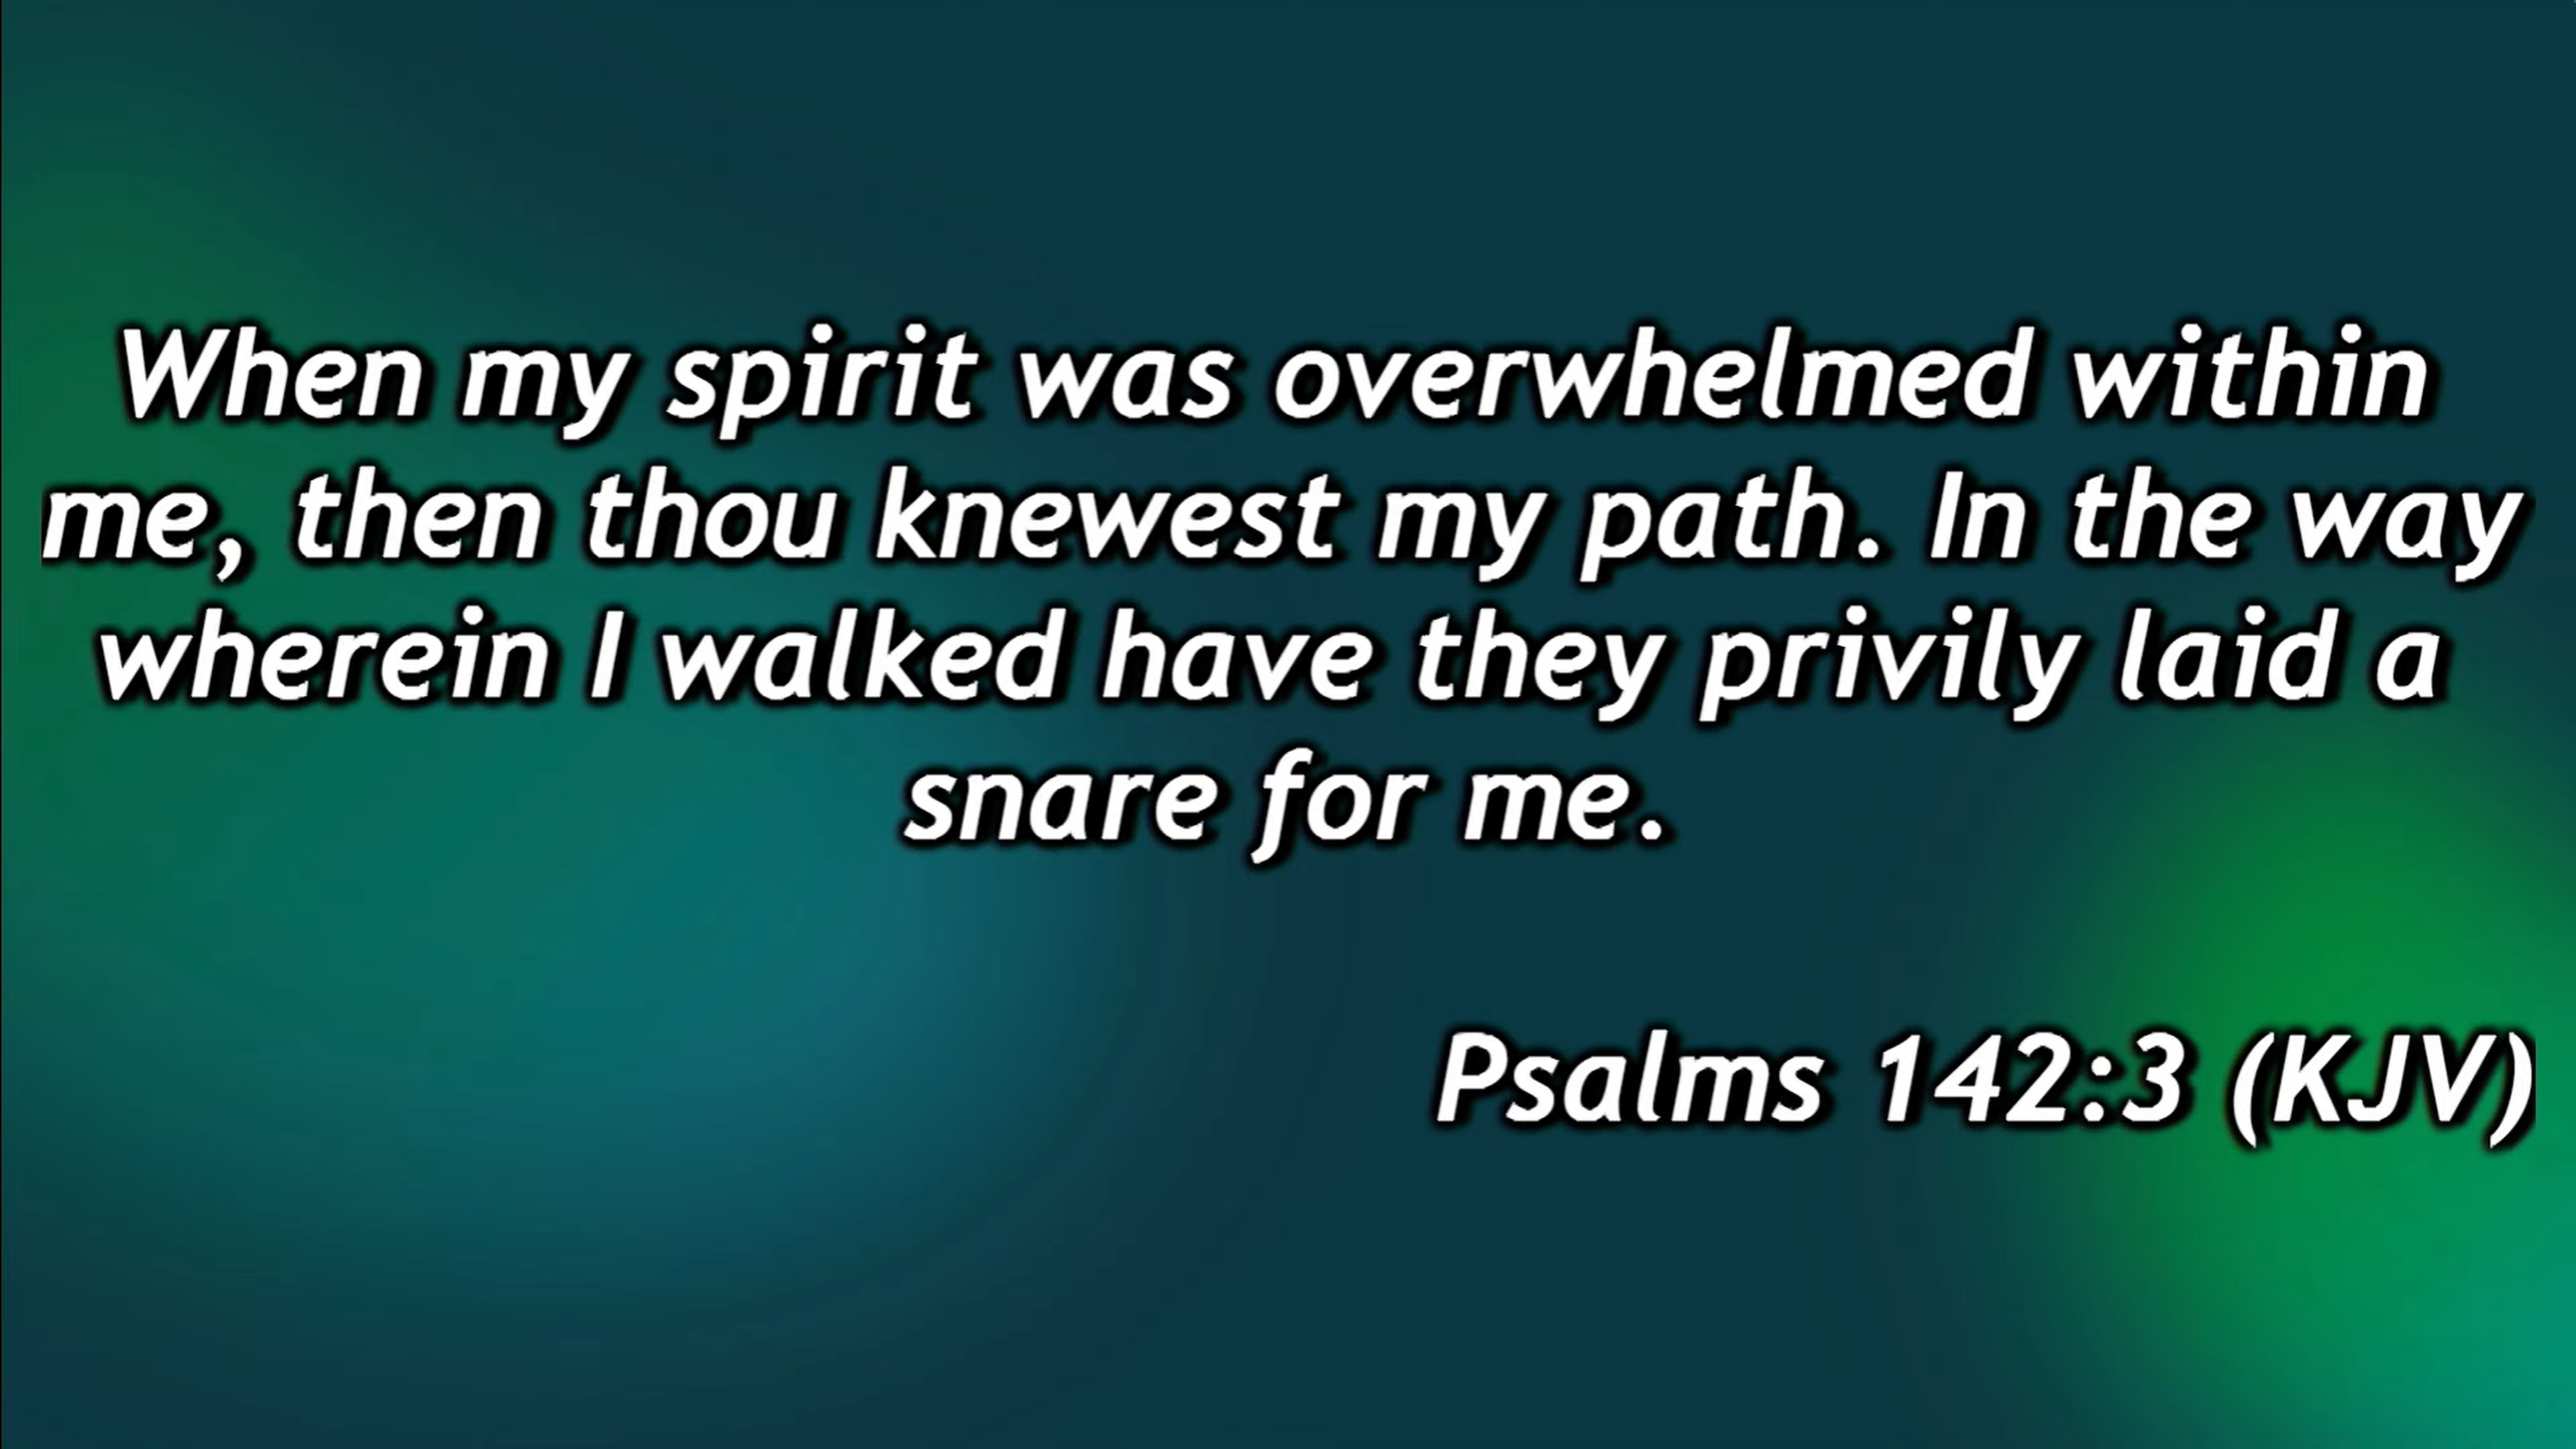 When my spirit was overwhelmed within
me, then thou knewest my path. In the way
wherein I walked have they privily laid a
snare for me.
Psalms 142:3 (KJV)